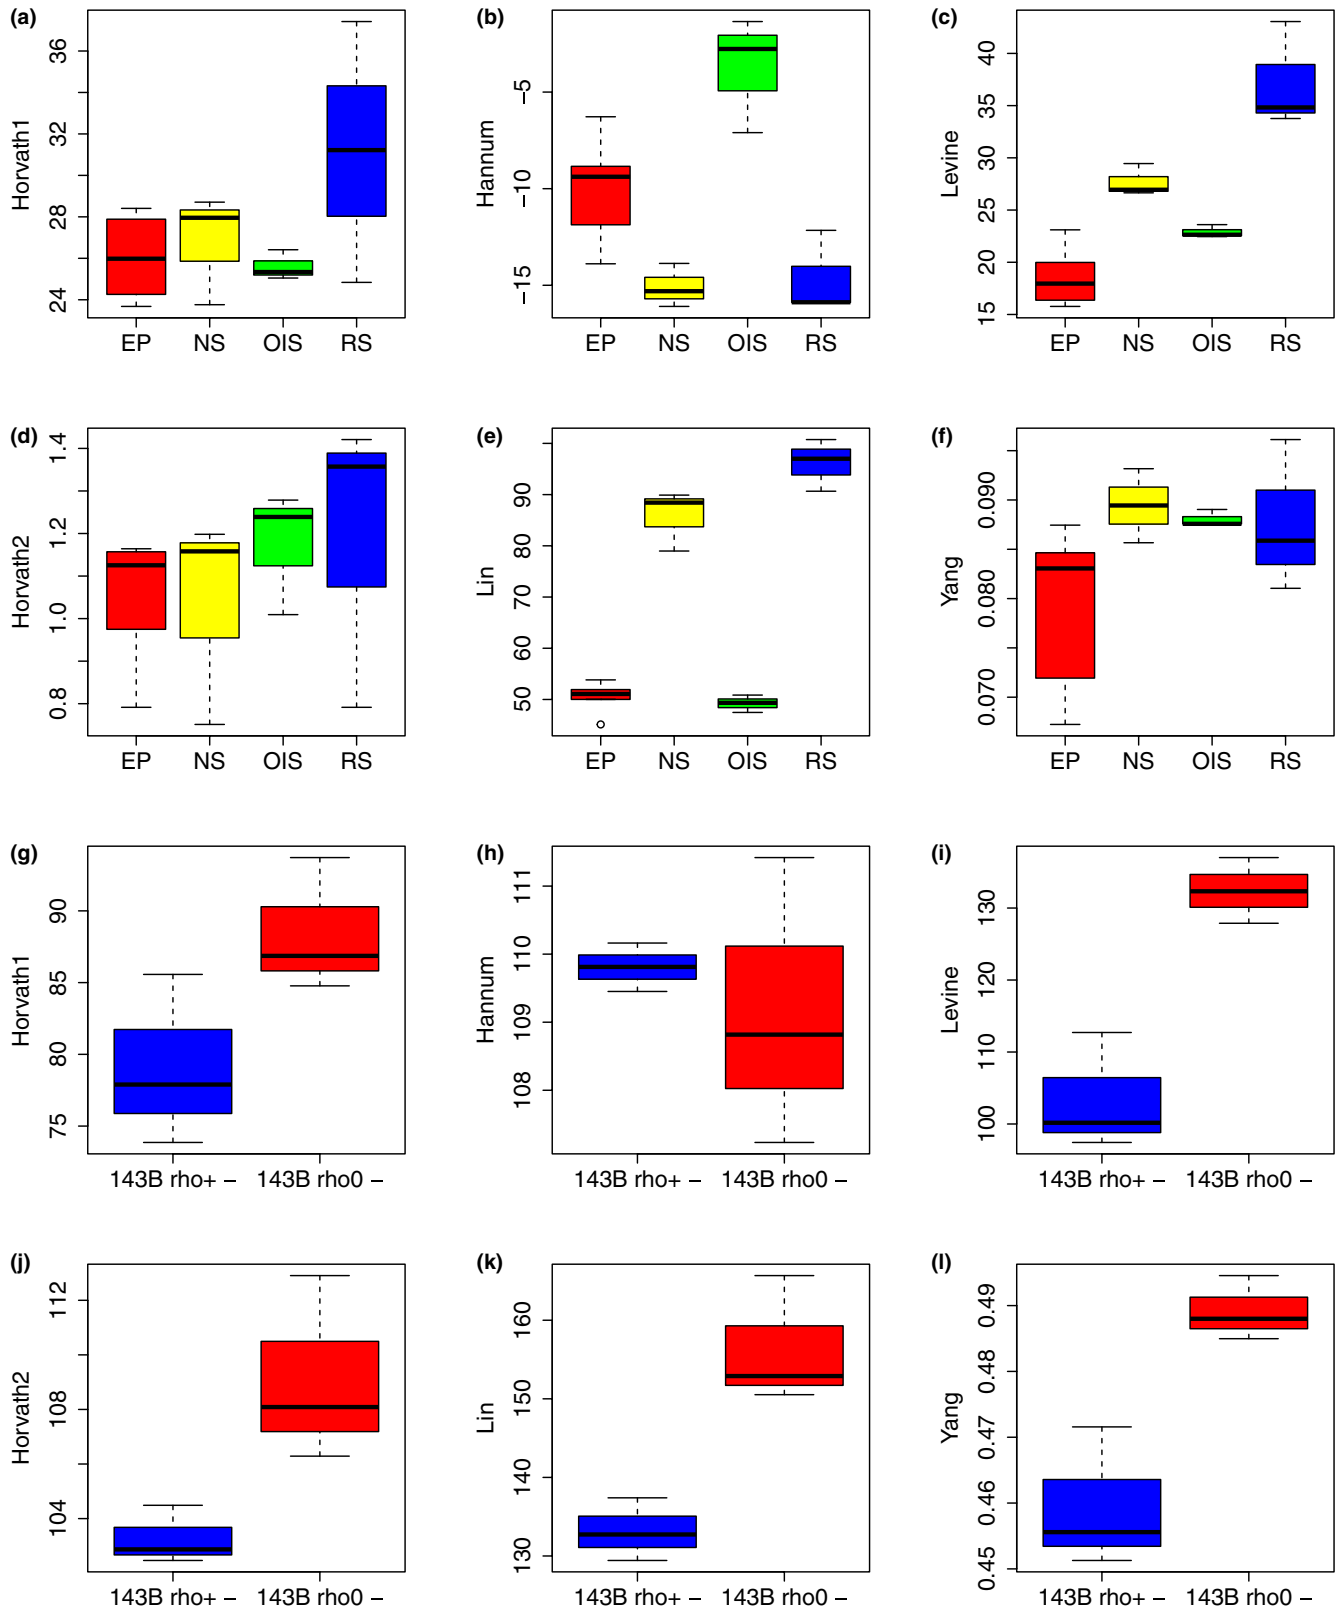 (a)
Horvath1
36
32
28
24
EP NS OIS RS
(b)
Hannum
−5
−10
−15
EP NS OIS RS
(c)
Levine
40
35
30
25
20
15
EP NS OIS RS
(d)
Horvath2
1.4
1.2
1.0
0.8
EP NS OIS RS
(e)
Lin
90
80
70
60
50
EP NS OIS RS
(f)
Yang
0.090
0.080
0.070
EP NS OIS RS
(g)
Horvath1
90
85
80
75
143B rho+ − 143B rho0 −
(h)
Hannum
111
110
109
108
143B rho+ − 143B rho0 −
(i)
Levine
130
120
110
100
143B rho+ − 143B rho0 −
(j)
Horvath2
112
108
104
143B rho+ − 143B rho0 −
(k)
Lin
160
150
140
130
143B rho+ − 143B rho0 −
(l)
Yang
0.49
0.48
0.47
0.46
0.45
143B rho+ − 143B rho0 −